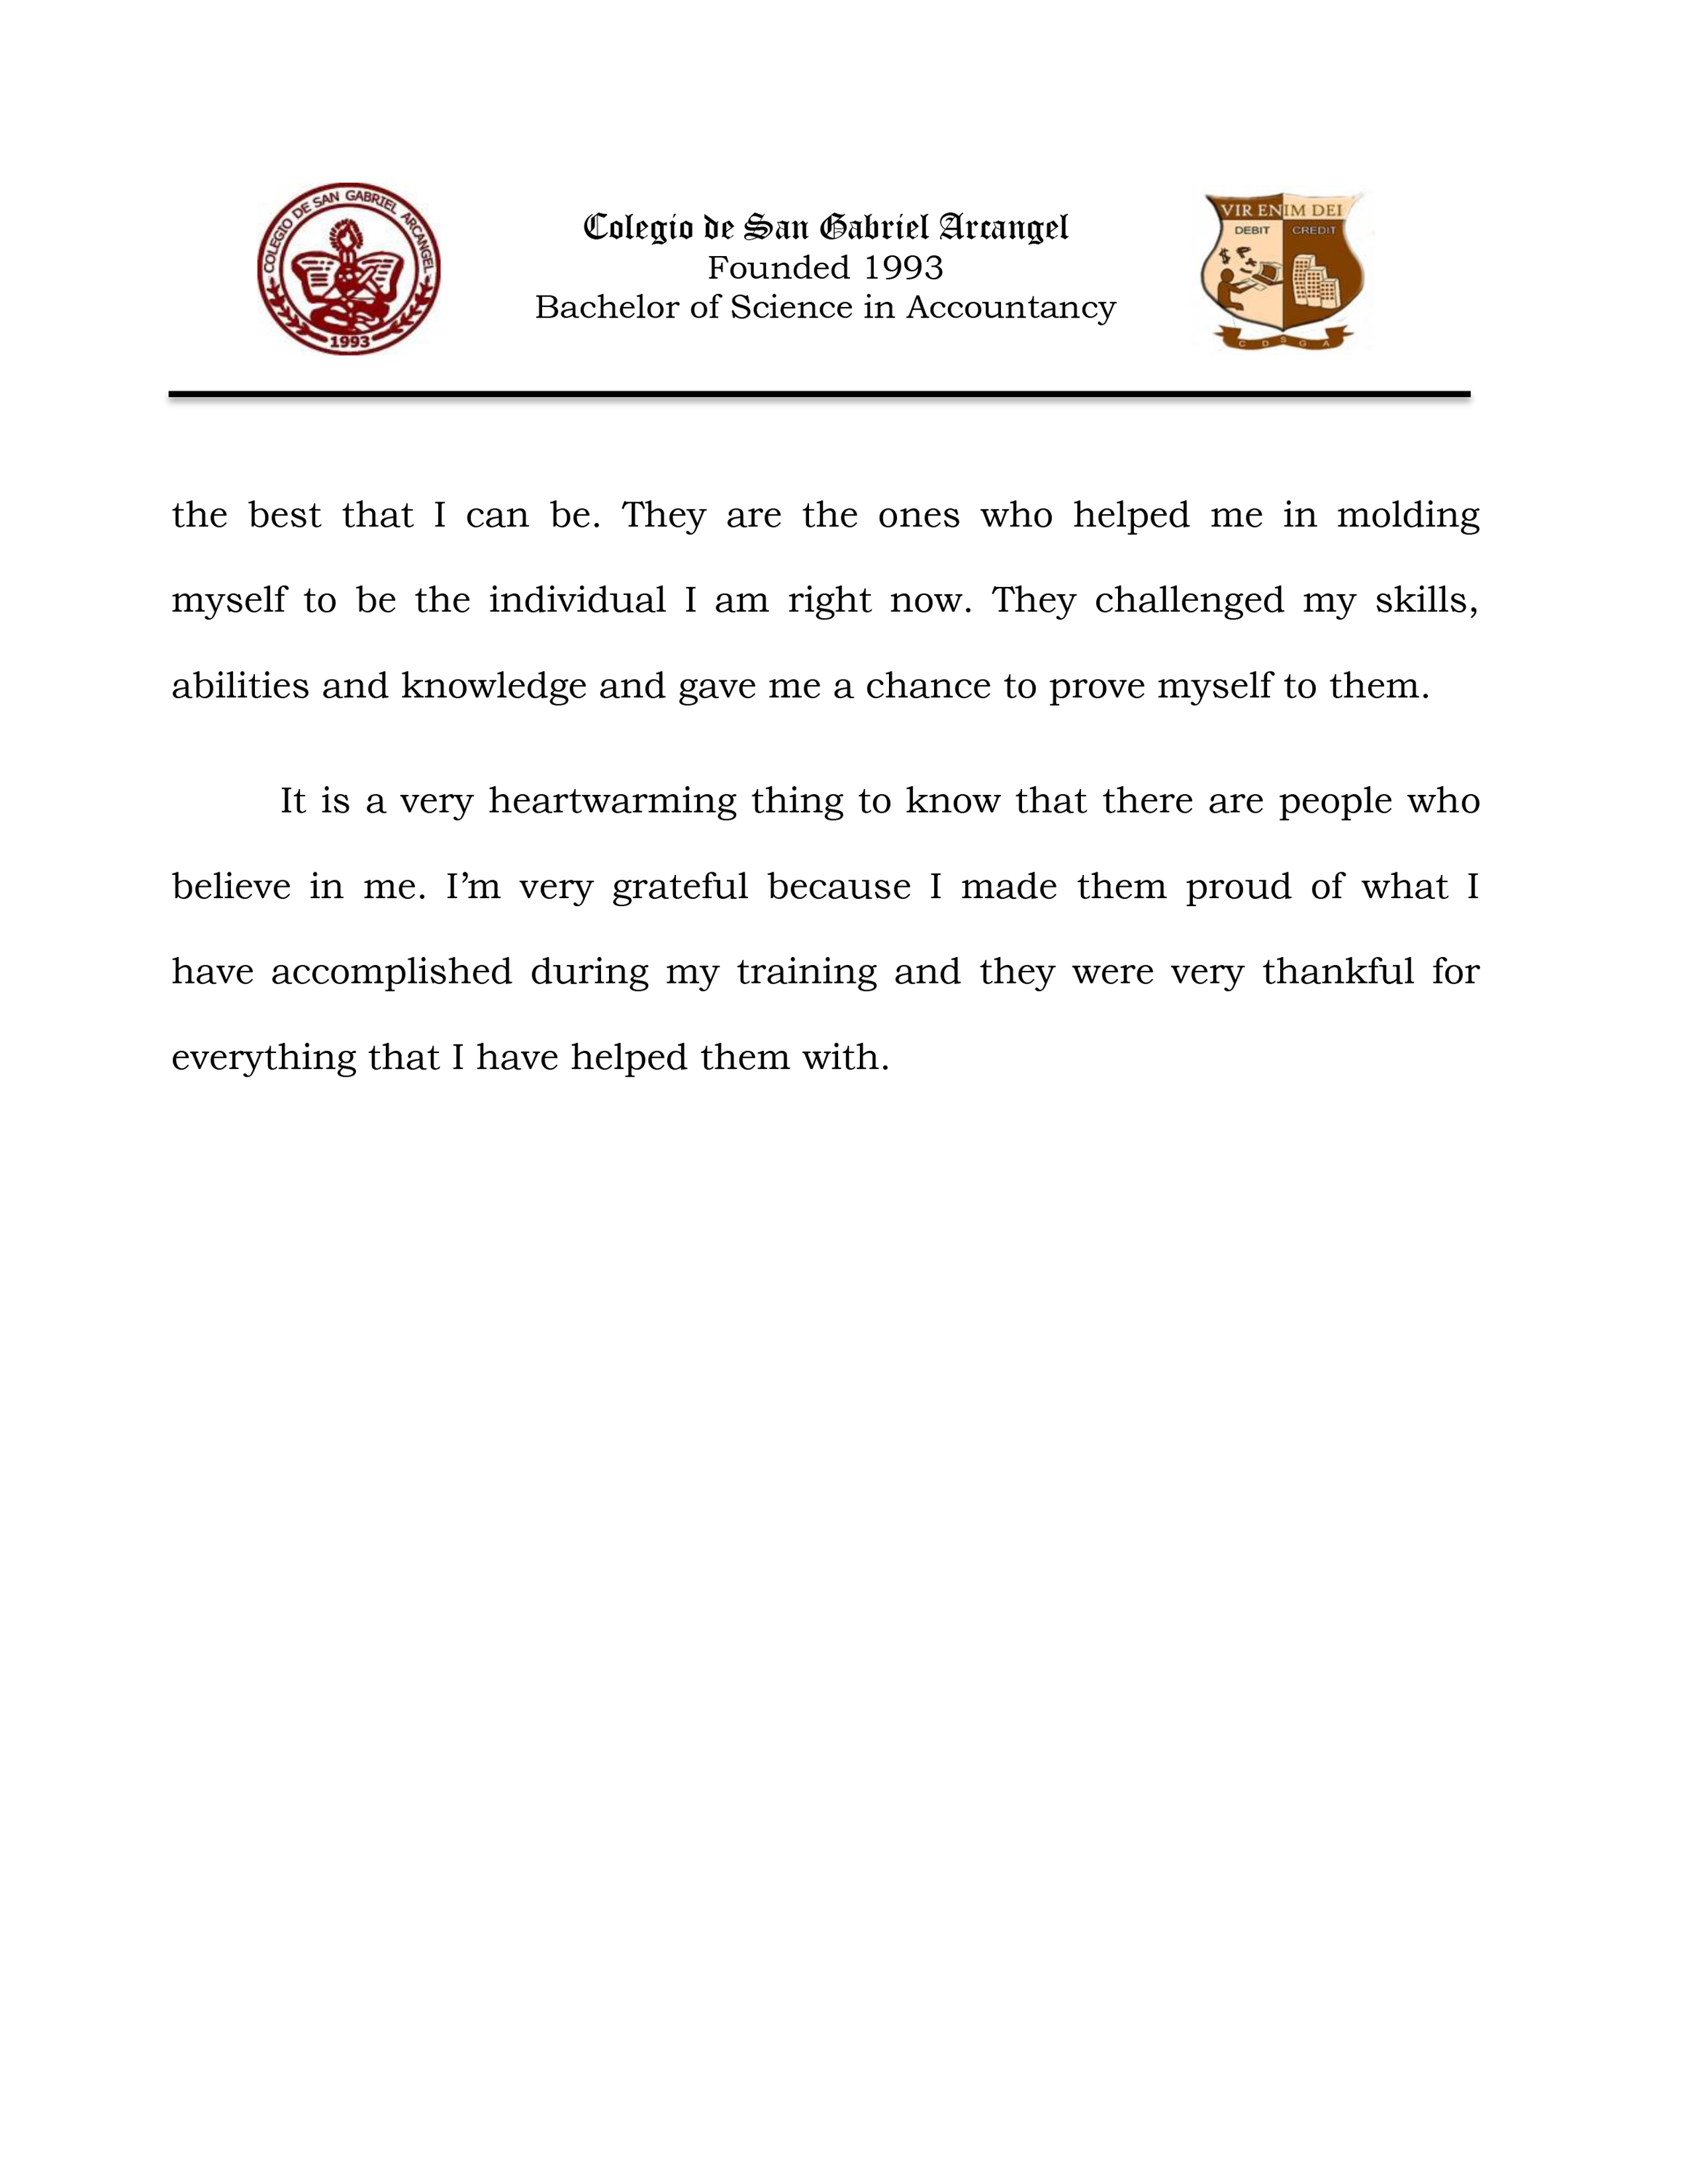 COLEGIO DE SAN GABRIEL ARCANGEL
1993
Colegio de San Gabriel Arcangel
Founded 1993
Bachelor of Science in Accountancy
VIR ENIM DEI
DEBIT CREDIT
C D S G A
the best that I can be. They are the ones who helped me in molding
myself to be the individual I am right now. They challenged my skills,
abilities and knowledge and gave me a chance to prove myself to them.
It is a very heartwarming thing to know that there are people who
believe in me. I’m very grateful because I made them proud of what I
have accomplished during my training and they were very thankful for
everything that I have helped them with.